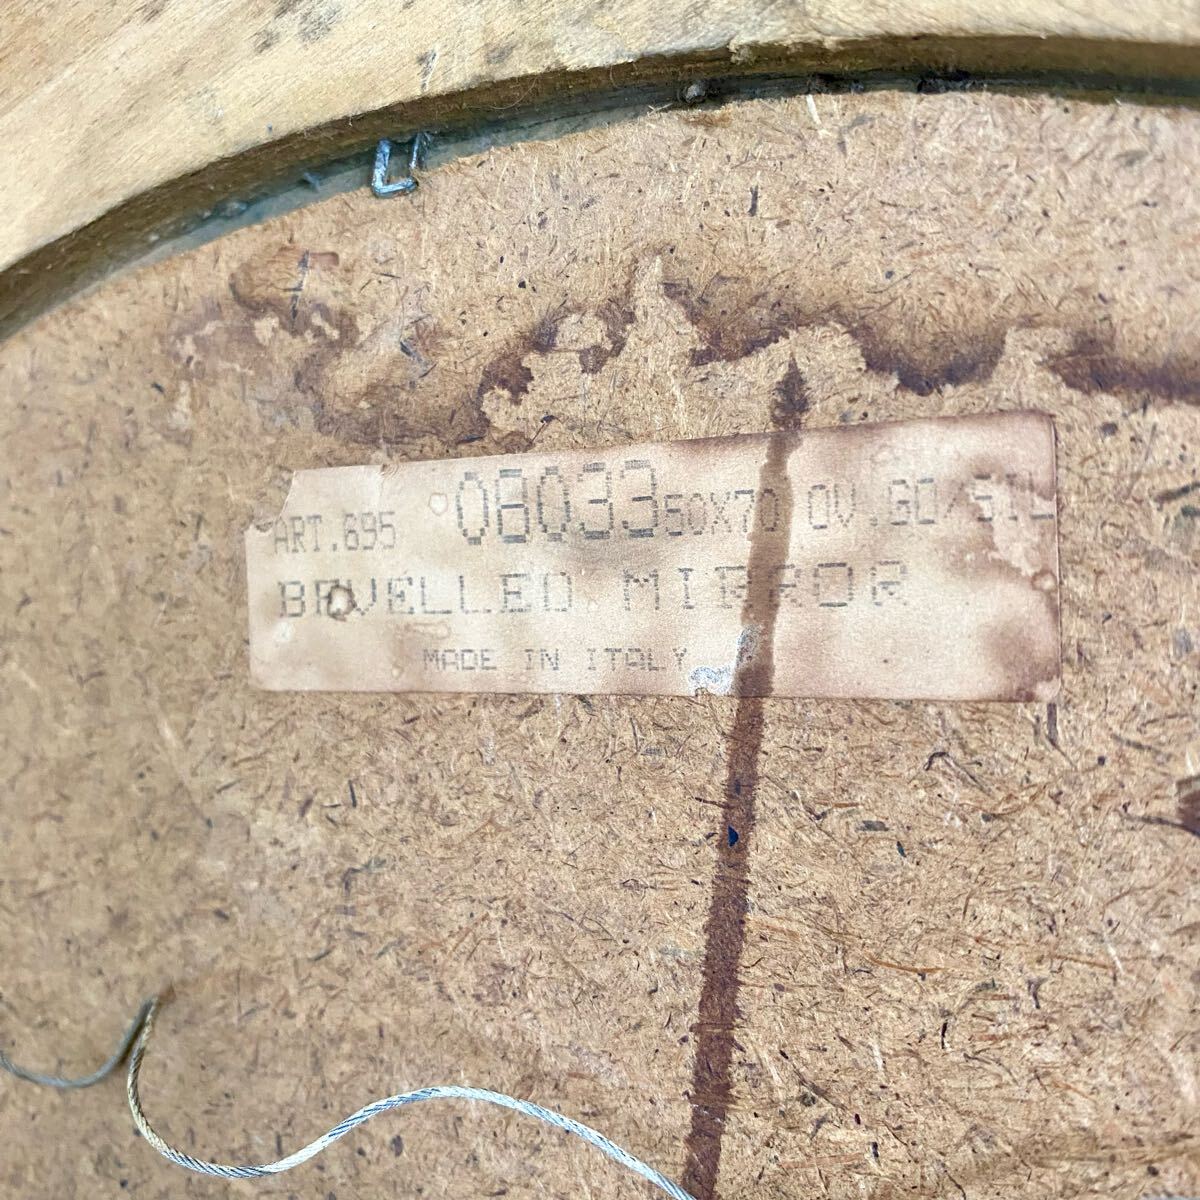 ART.695 08033 50X70 OV.GO/SIL
BEVELLED MIRROR
MADE IN ITALY